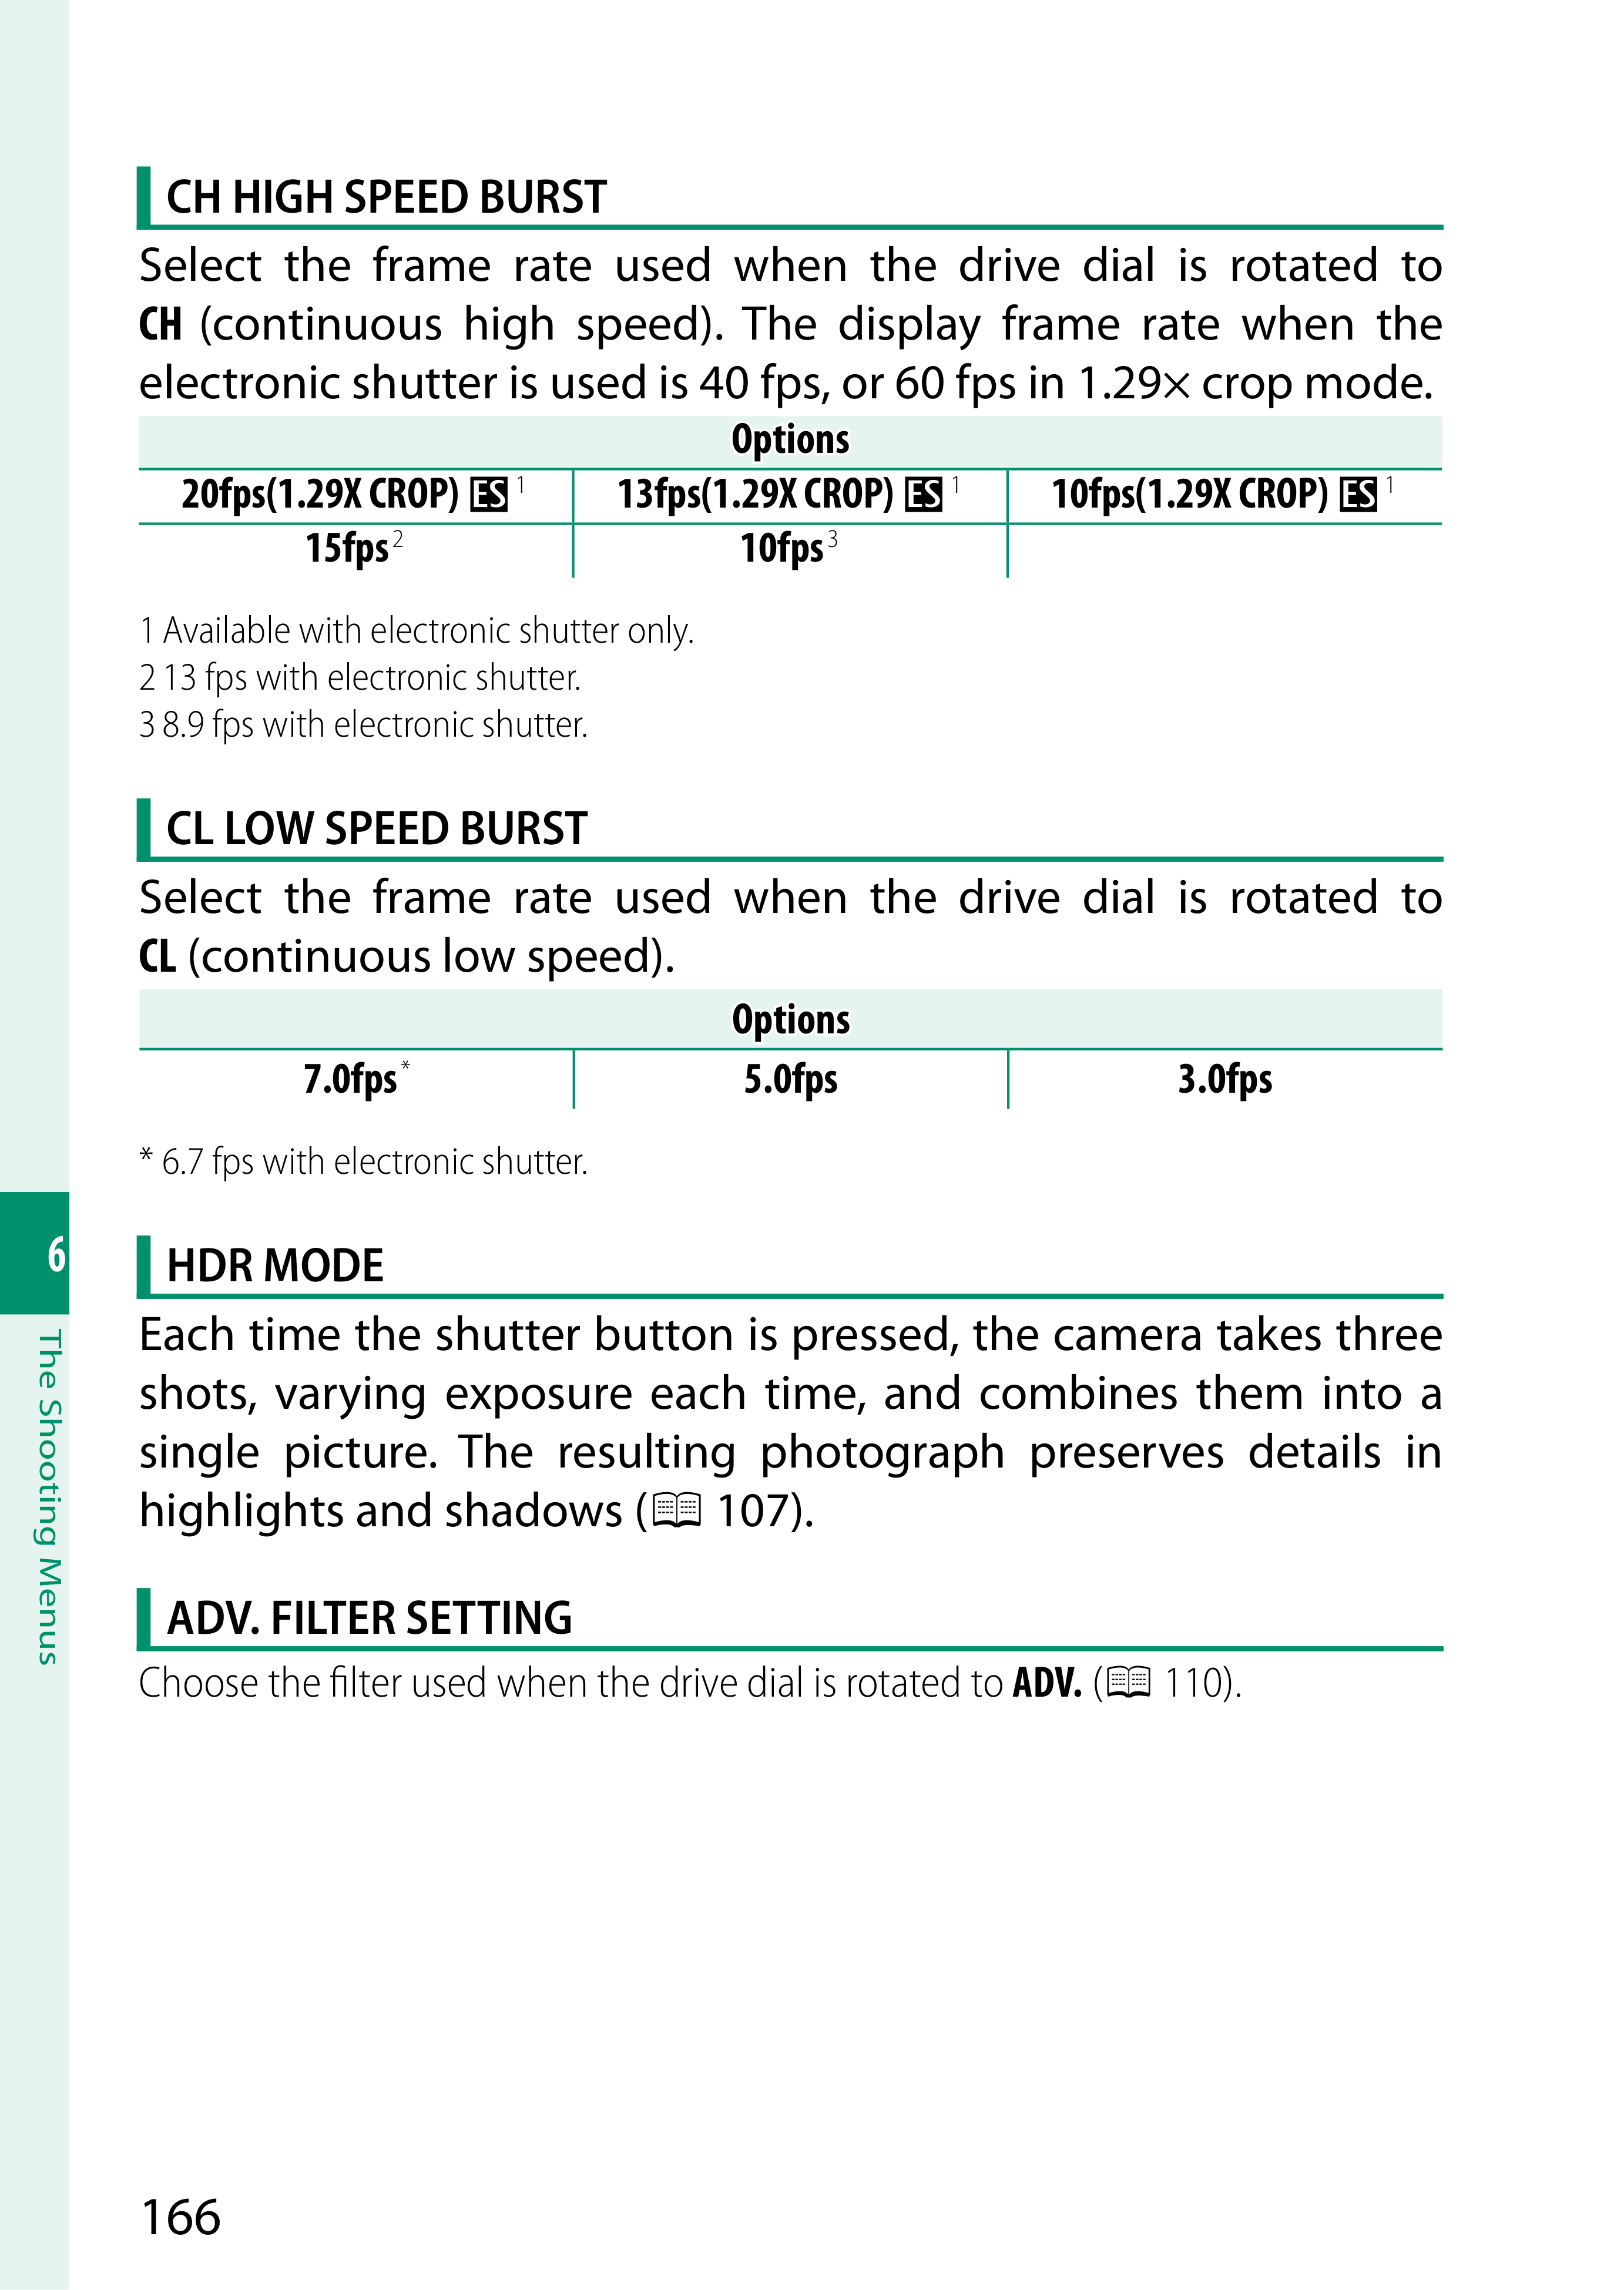 CH HIGH SPEED BURST
Select the frame rate used when the drive dial is rotated to
CH (continuous high speed). The display frame rate when the
electronic shutter is used is 40 fps, or 60 fps in 1.29× crop mode.
Options
20fps(1.29X CROP) ES 1 13fps(1.29X CROP) ES 1 10fps(1.29X CROP) ES 1
15fps 2 10fps 3
1 Available with electronic shutter only.
2 13 fps with electronic shutter.
3 8.9 fps with electronic shutter.
CL LOW SPEED BURST
Select the frame rate used when the drive dial is rotated to
CL (continuous low speed).
Options
7.0fps * 5.0fps 3.0fps
* 6.7 fps with electronic shutter.
HDR MODE
Each time the shutter button is pressed, the camera takes three
shots, varying exposure each time, and combines them into a
single picture. The resulting photograph preserves details in
highlights and shadows (📖 107).
ADV. FILTER SETTING
Choose the filter used when the drive dial is rotated to ADV. (📖 110).
6
The Shooting Menus
166